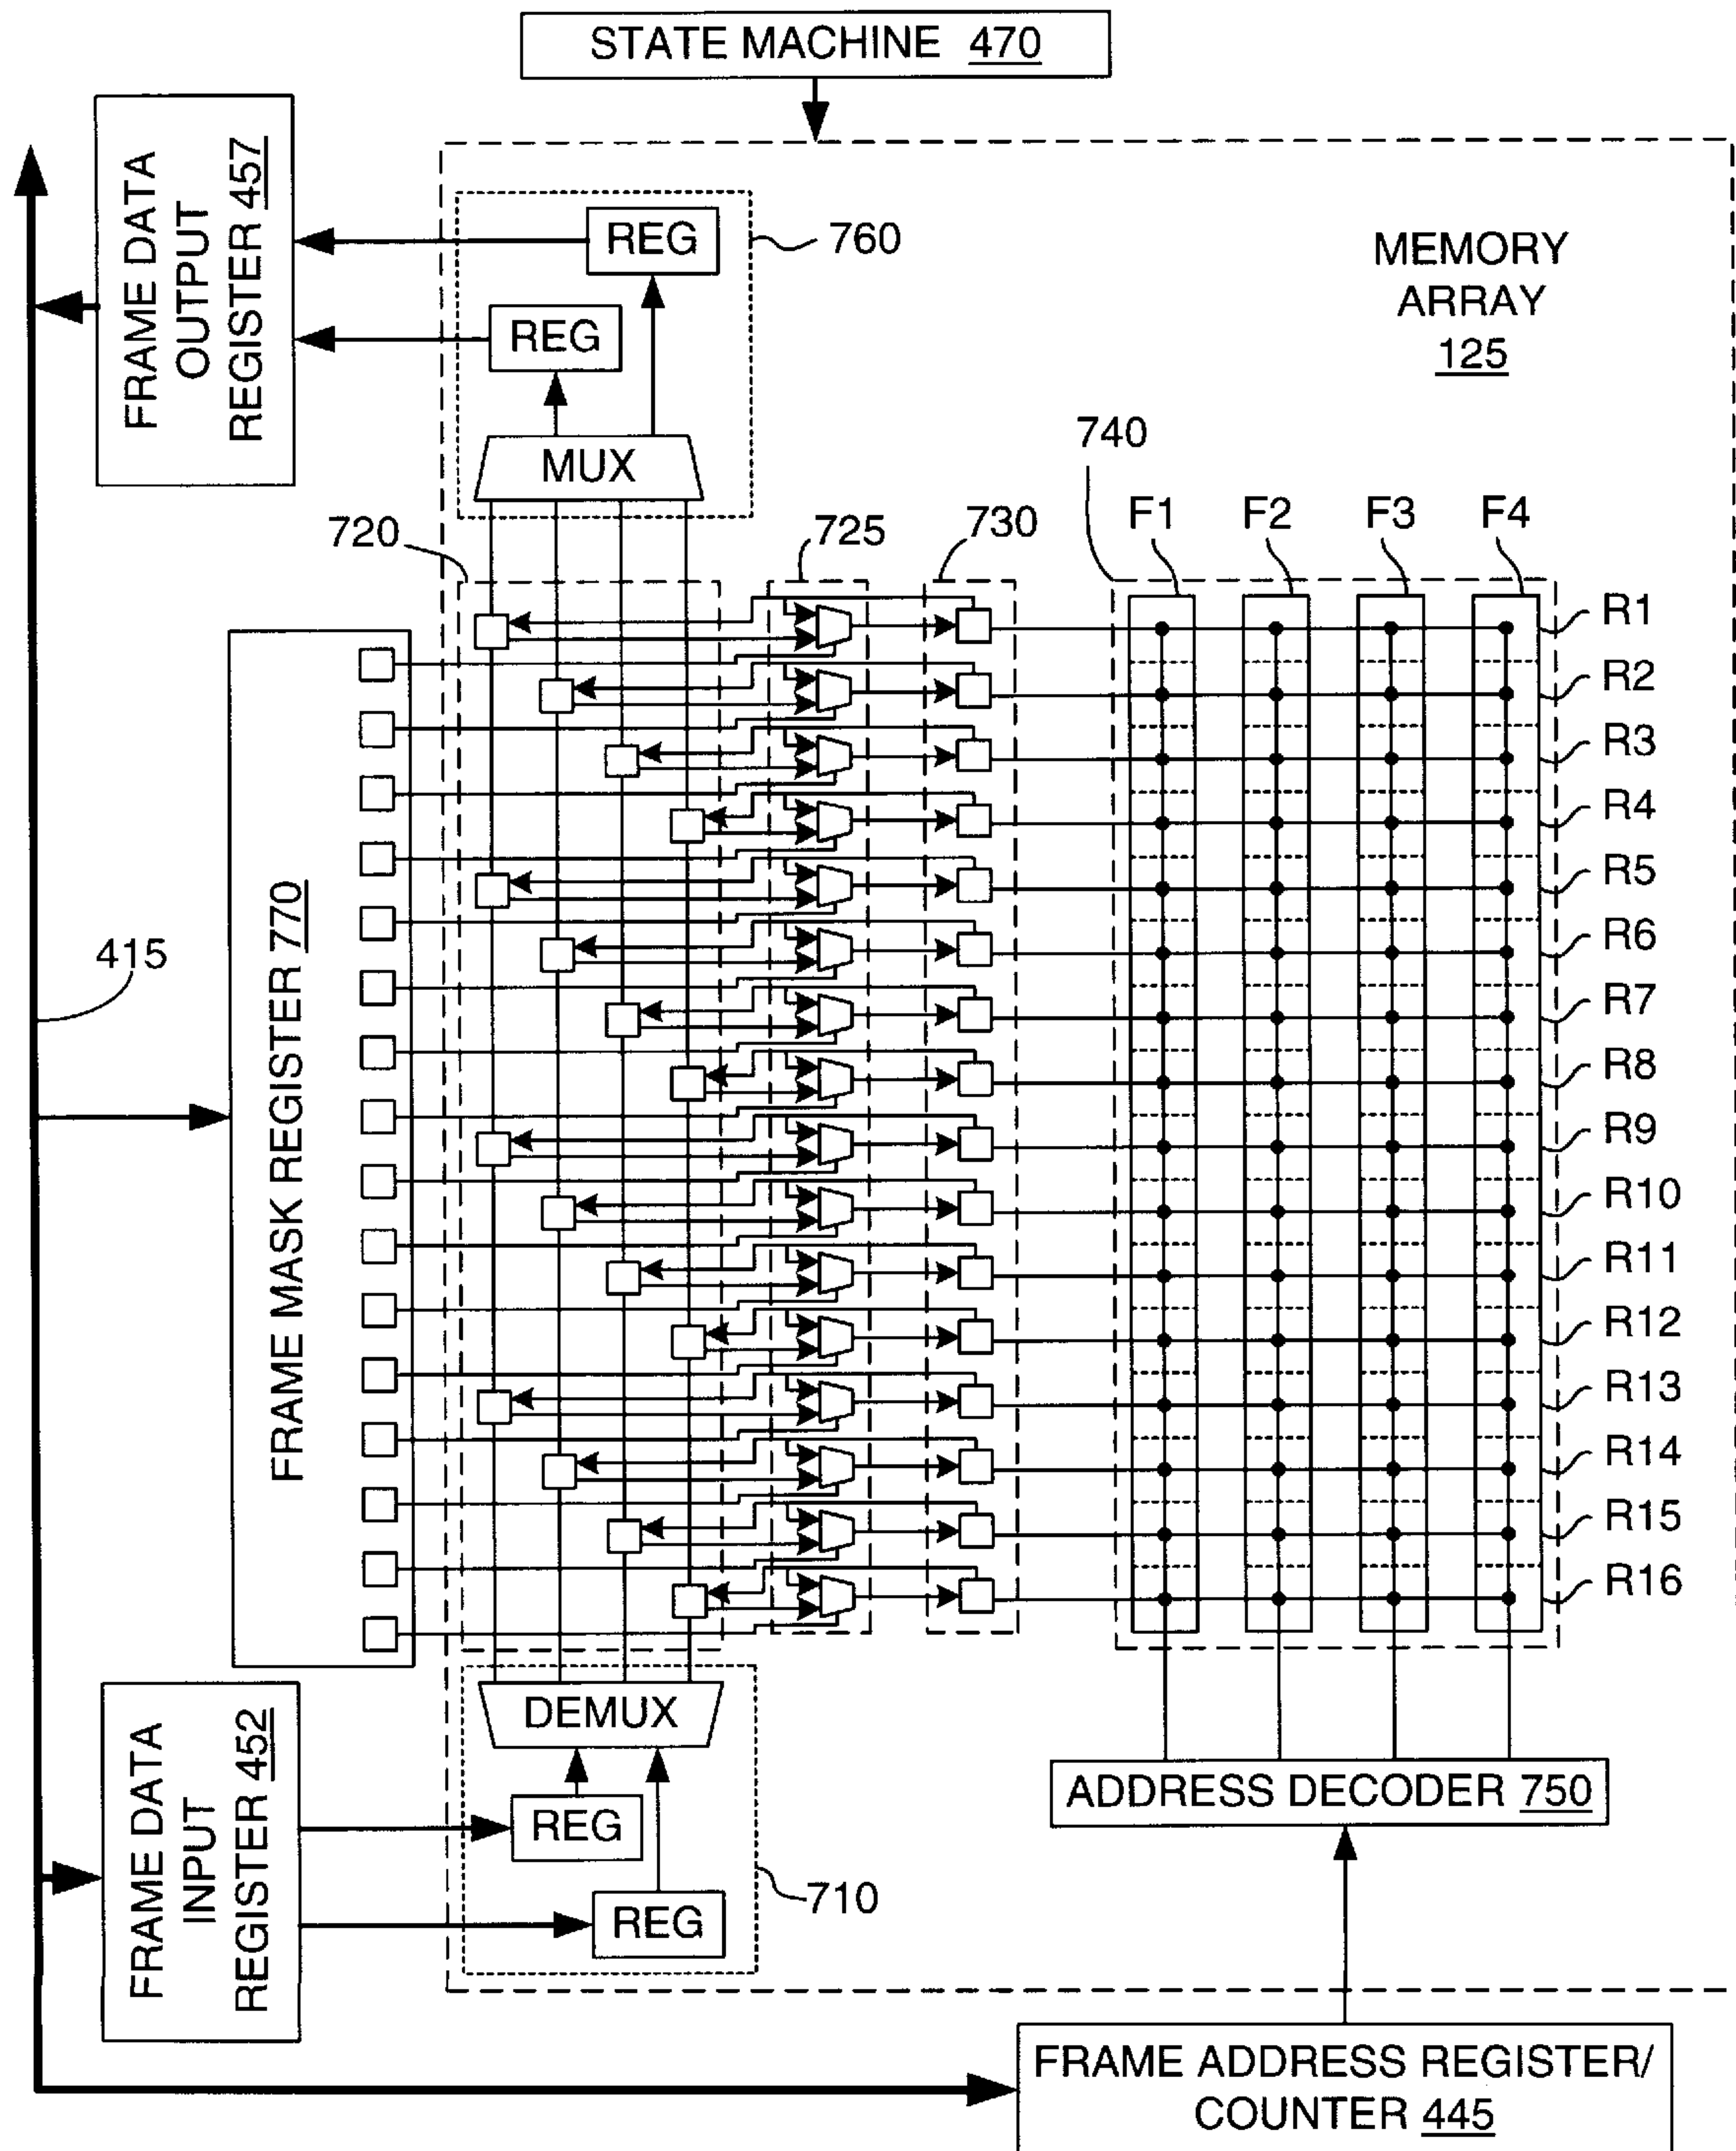 STATE MACHINE 470
FRAME DATA
OUTPUT
REGISTER 457
REG
REG
MUX
760
MEMORY
ARRAY
125
740
720
725
730
F1
F2
F3
F4
R1
R2
R3
R4
R5
R6
R7
R8
R9
R10
R11
R12
R13
R14
R15
R16
415
FRAME MASK REGISTER 770
DEMUX
REG
REG
710
FRAME DATA
INPUT
REGISTER 452
ADDRESS DECODER 750
FRAME ADDRESS REGISTER/
COUNTER 445